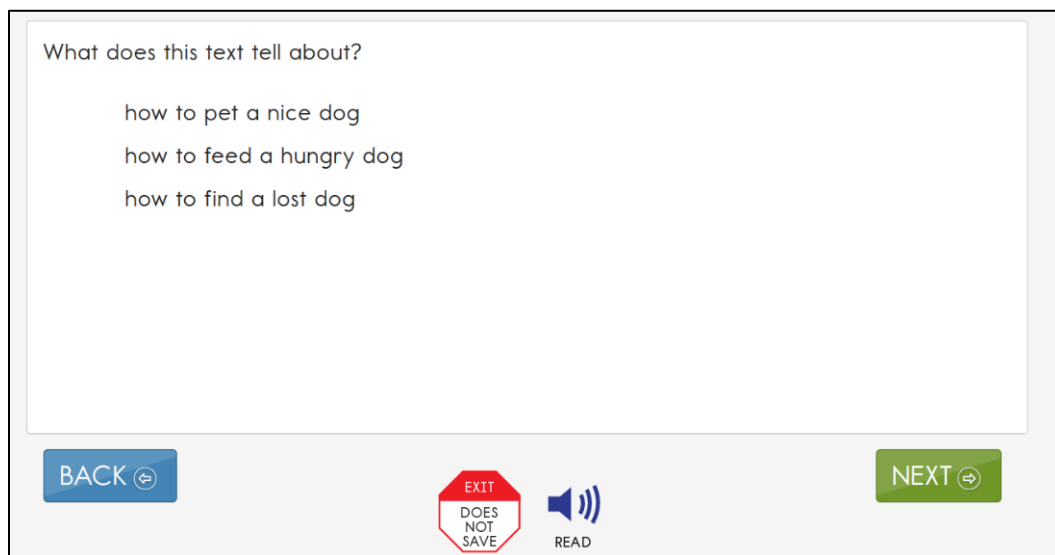 What does this text tell about?
how to pet a nice dog
how to feed a hungry dog
how to find a lost dog
BACK
EXIT
DOES
NOT
SAVE
READ
NEXT